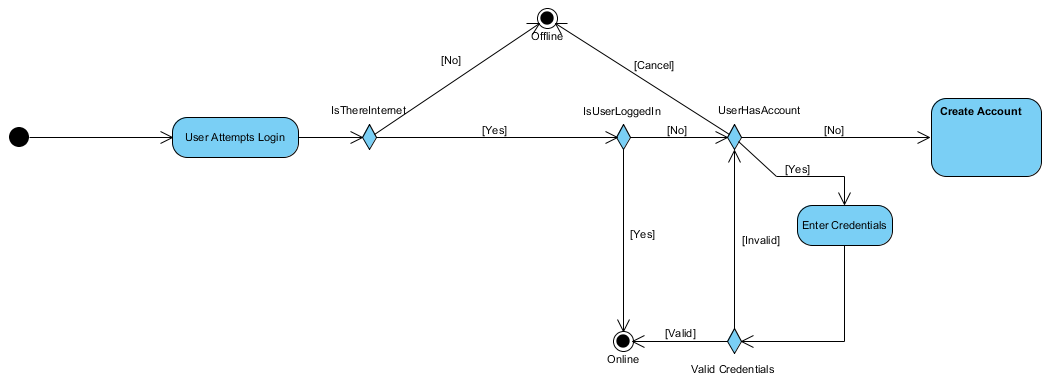 Offline
[No]
[Cancel]
IsThereInternet
IsUserLoggedIn
UserHasAccount
Create Account
User Attempts Login
[Yes]
[No]
[No]
[Yes]
Enter Credentials
[Yes]
[Invalid]
[Valid]
Online
Valid Credentials